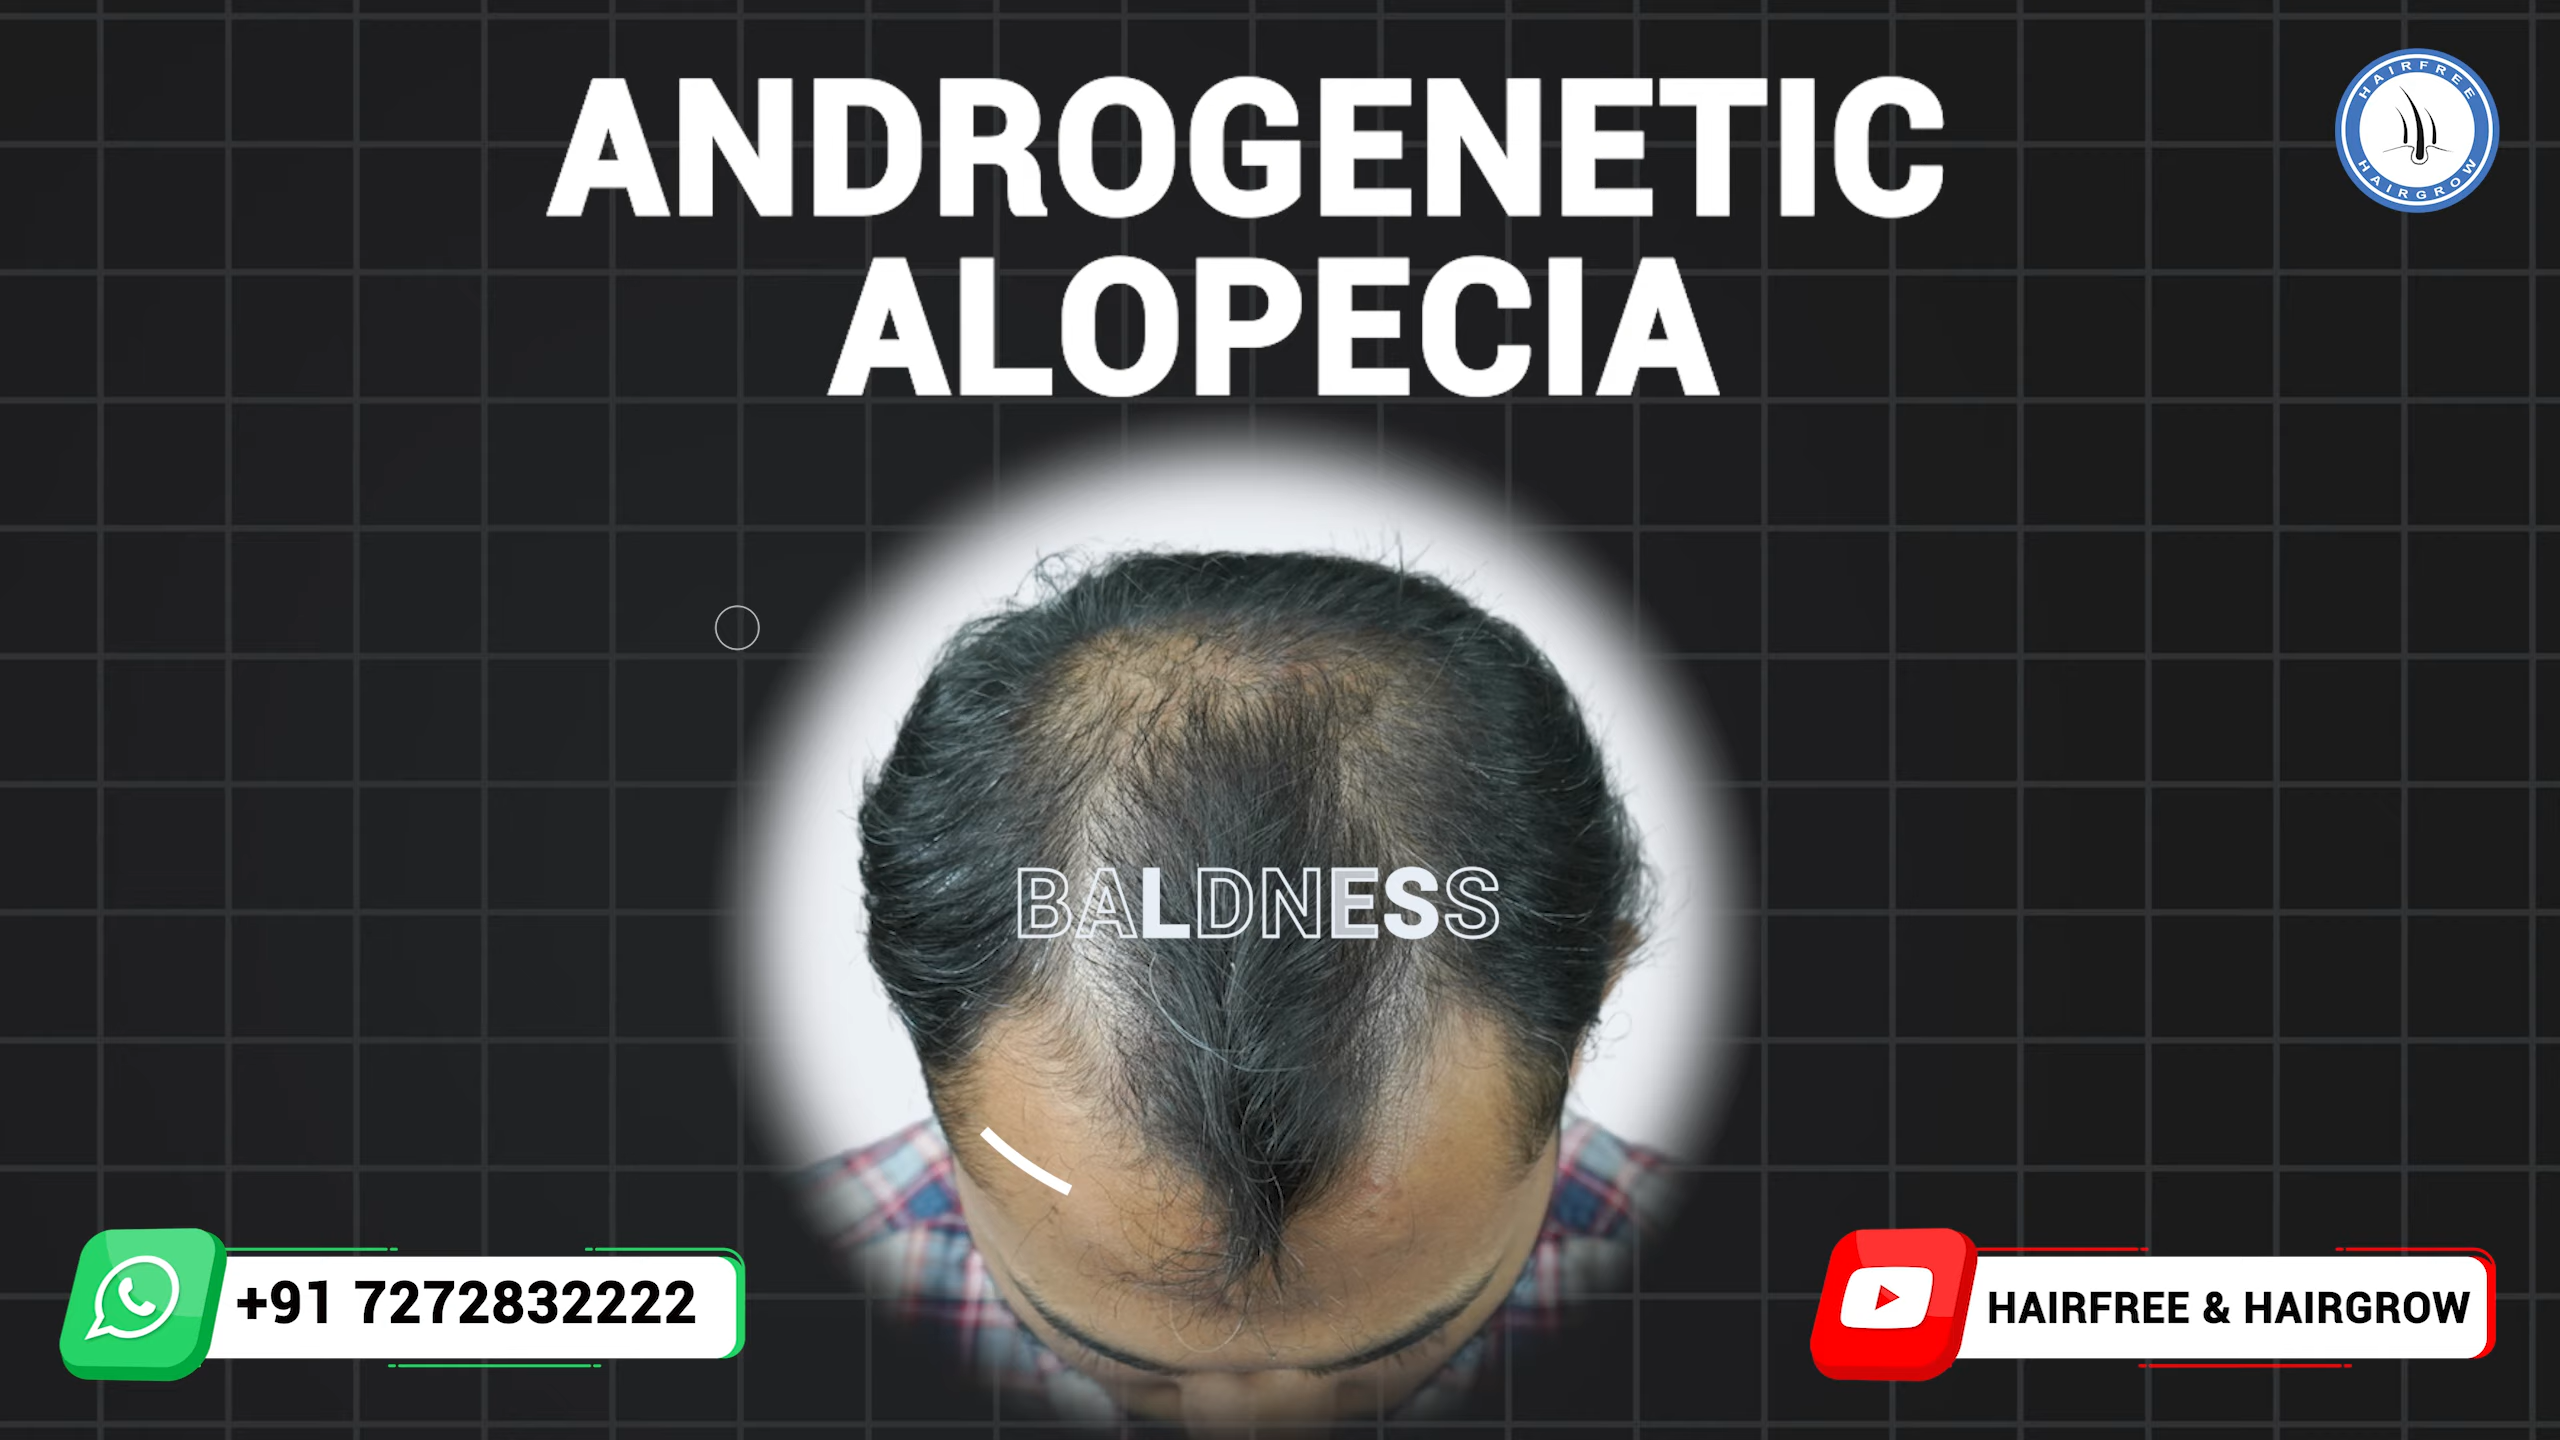 ANDROGENETIC
ALOPECIA
HAIRFREE
HAIRGROW
BALDNESS
+91 7272832222
HAIRFREE & HAIRGROW